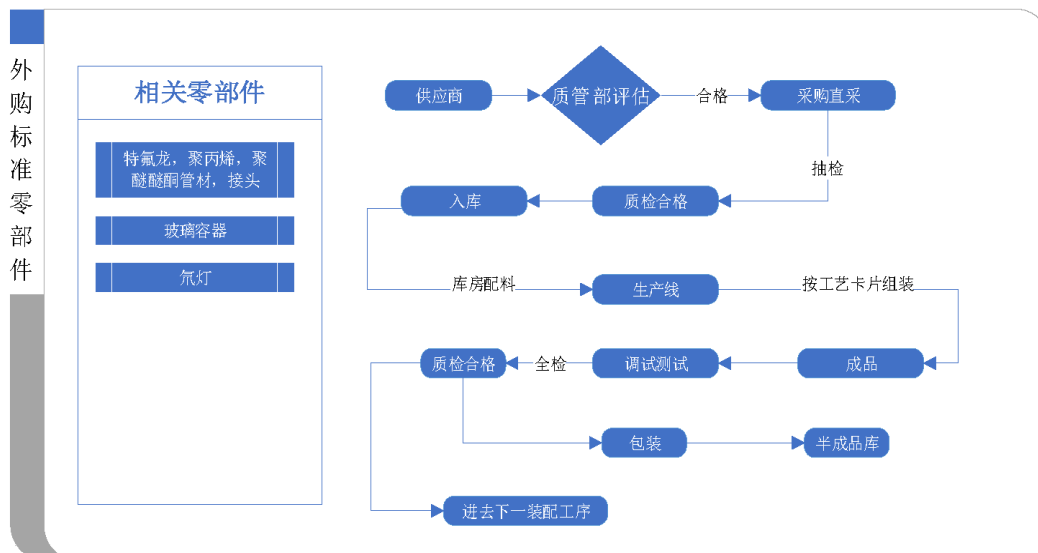 外购标准零部件
相关零部件
特氟龙，聚丙烯，聚
醚醚酮管材，接头
玻璃容器
氘灯
供应商
质管部评估
合格
采购直采
抽检
入库
质检合格
库房配料
生产线
按工艺卡片组装
质检合格
全检
调试测试
成品
包装
半成品库
进去下一装配工序